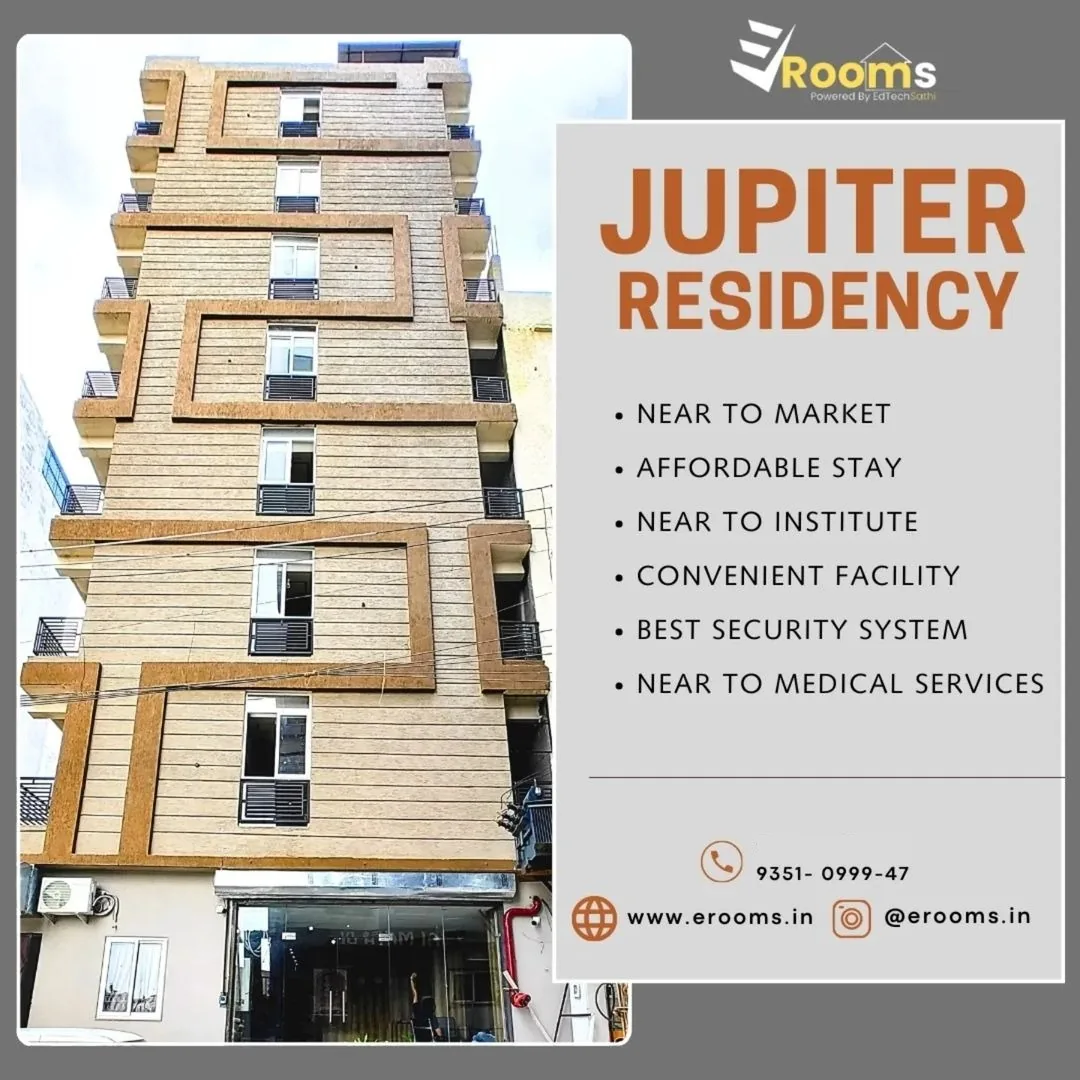 ERooms
Powered By EdTechSathi
JUPITER
RESIDENCY
• NEAR TO MARKET
• AFFORDABLE STAY
• NEAR TO INSTITUTE
• CONVENIENT FACILITY
• BEST SECURITY SYSTEM
• NEAR TO MEDICAL SERVICES
9351- 0999-47
www.erooms.in
@erooms.in